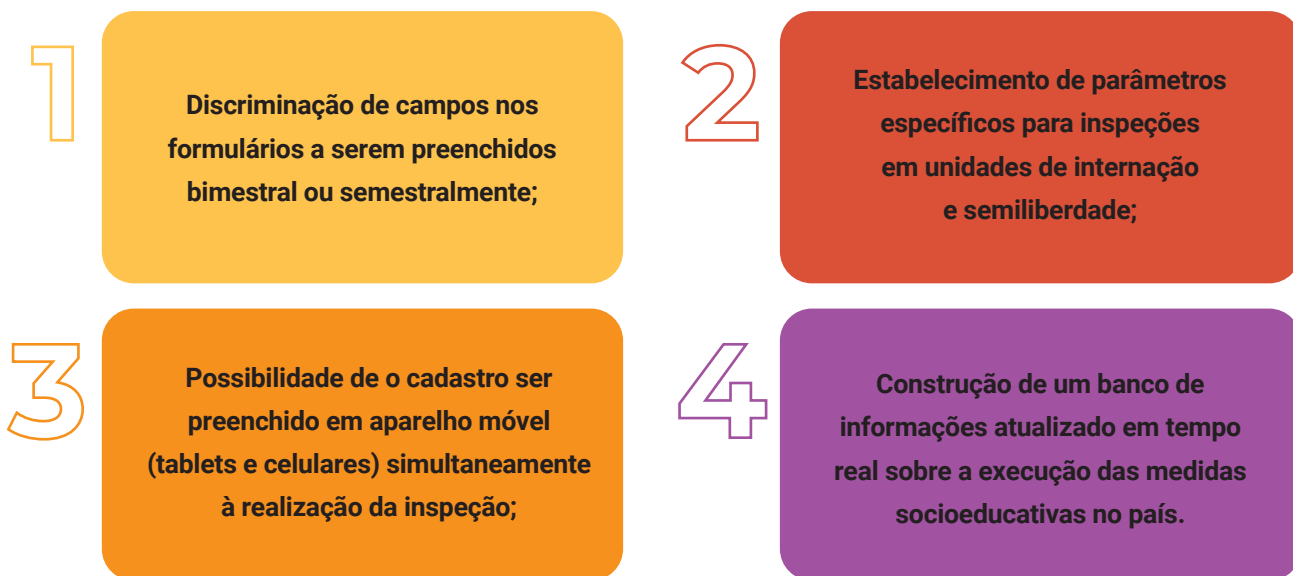 1
Discriminação de campos nos
formulários a serem preenchidos
bimestral ou semestralmente;
2
Estabelecimento de parâmetros
específicos para inspeções
em unidades de internação
e semiliberdade;
3
Possibilidade de o cadastro ser
preenchido em aparelho móvel
(tablets e celulares) simultaneamente
à realização da inspeção;
4
Construção de um banco de
informações atualizado em tempo
real sobre a execução das medidas
socioeducativas no país.